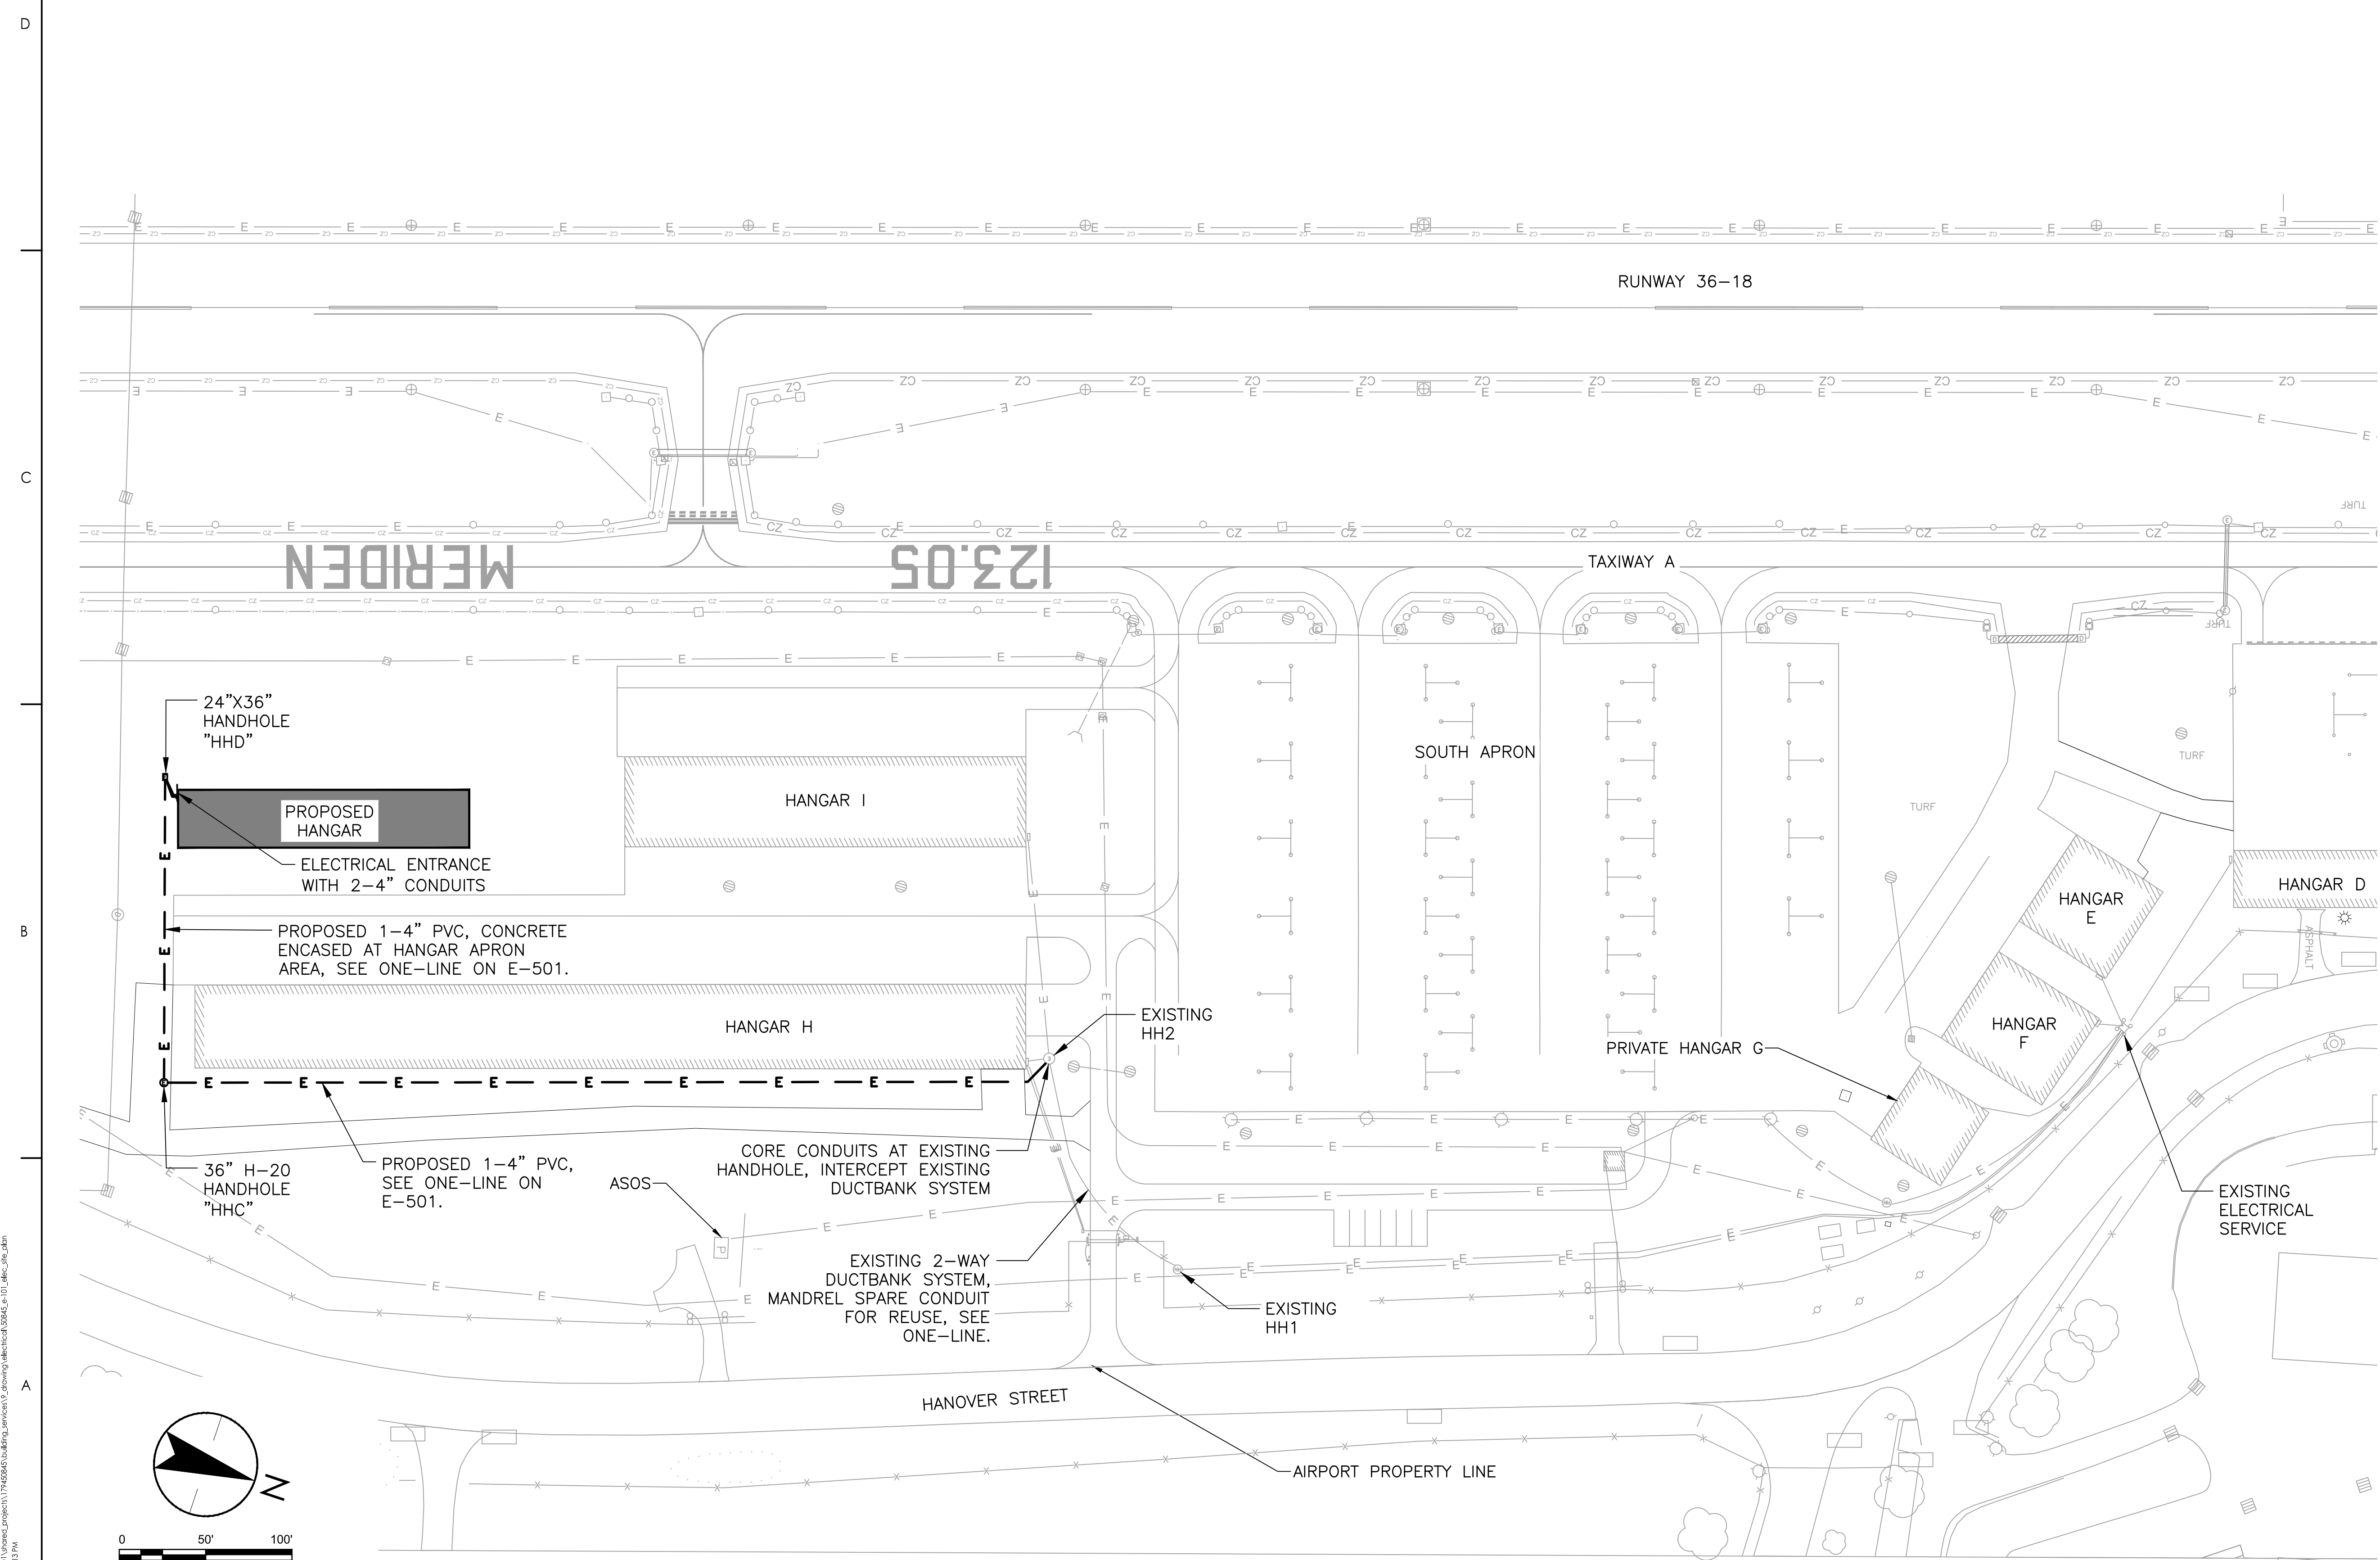 D
RUNWAY 36-18
C
TURF
MERIDEN
123.05
TAXIWAY A
TURF
24"X36"
HANDHOLE
"HHD"
SOUTH APRON
TURF
TURF
HANGAR I
PROPOSED
HANGAR
ELECTRICAL ENTRANCE
WITH 2-4" CONDUITS
HANGAR D
HANGAR
E
B
PROPOSED 1-4" PVC, CONCRETE
ENCASED AT HANGAR APRON
AREA, SEE ONE-LINE ON E-501.
ASPHALT
EXISTING
HH2
HANGAR H
HANGAR
F
PRIVATE HANGAR G
CORE CONDUITS AT EXISTING
HANDHOLE, INTERCEPT EXISTING
DUCTBANK SYSTEM
36" H-20
HANDHOLE
"HHC"
PROPOSED 1-4" PVC,
SEE ONE-LINE ON
E-501.
ASOS
EXISTING
ELECTRICAL
SERVICE
EXISTING 2-WAY
DUCTBANK SYSTEM,
MANDREL SPARE CONDUIT
FOR REUSE, SEE
ONE-LINE.
EXISTING
HH1
A
HANOVER STREET
AIRPORT PROPERTY LINE
N
0 50' 100'